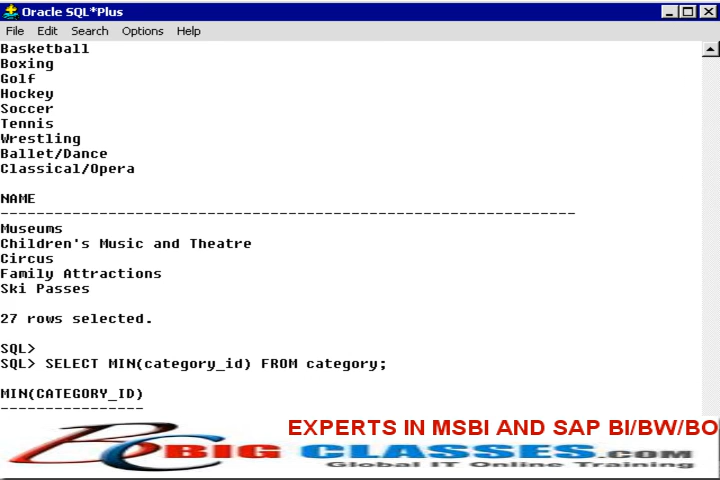 Oracle SQL*Plus
File Edit Search Options Help
Basketball
Boxing
Golf
Hockey
Soccer
Tennis
Wrestling
Ballet/Dance
Classical/Opera
NAME
----------------------------------------------------------------
Museums
Children's Music and Theatre
Circus
Family Attractions
Ski Passes
27 rows selected.
SQL>
SQL> SELECT MIN(category_id) FROM category;
MIN(CATEGORY_ID)
----------------
EXPERTS IN MSBI AND SAP BI/BW/BO
BIG CLASSES.COM
Global IT Online Training